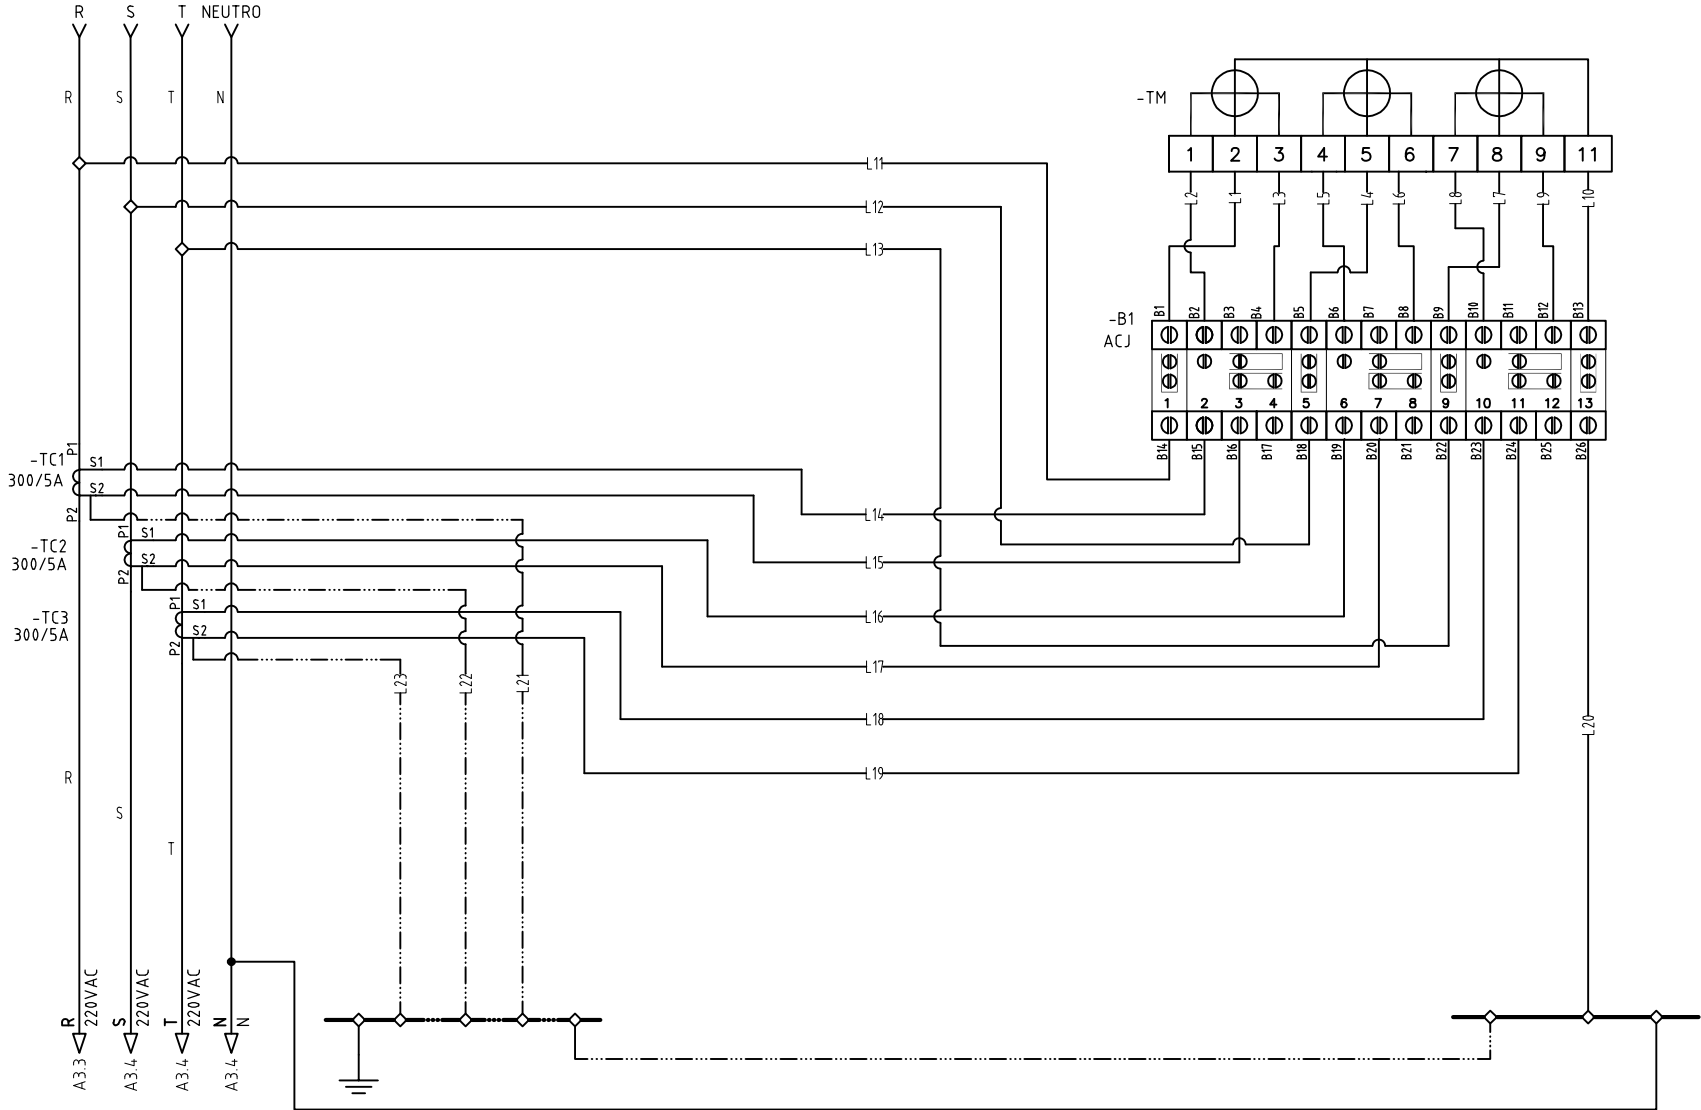 R S T NEUTRO
R S T N
-TM
1 2 3 4 5 6 7 8 9 11
L11
L2 L1 L3 L5 L4 L6 L8 L7 L9 L10
L12
L13
-B1
ACJ
B1 B2 B3 B4 B5 B6 B7 B8 B9 B10 B11 B12 B13
1 2 3 4 5 6 7 8 9 10 11 12 13
B14 B15 B16 B17 B18 B19 B20 B21 B22 B23 B24 B25 B26
P1
-TC1
300/5A
S1
S2
P2
L14
P1
-TC2
300/5A
S1
S2
P2
L15
P1
-TC3
300/5A
S1
S2
P2
L16
L17
L23 L22 L21
L18
L20
L19
R
S
T
R 220VAC
S 220VAC
T 220VAC
N N
A3.3 A3.4 A3.4 A3.4